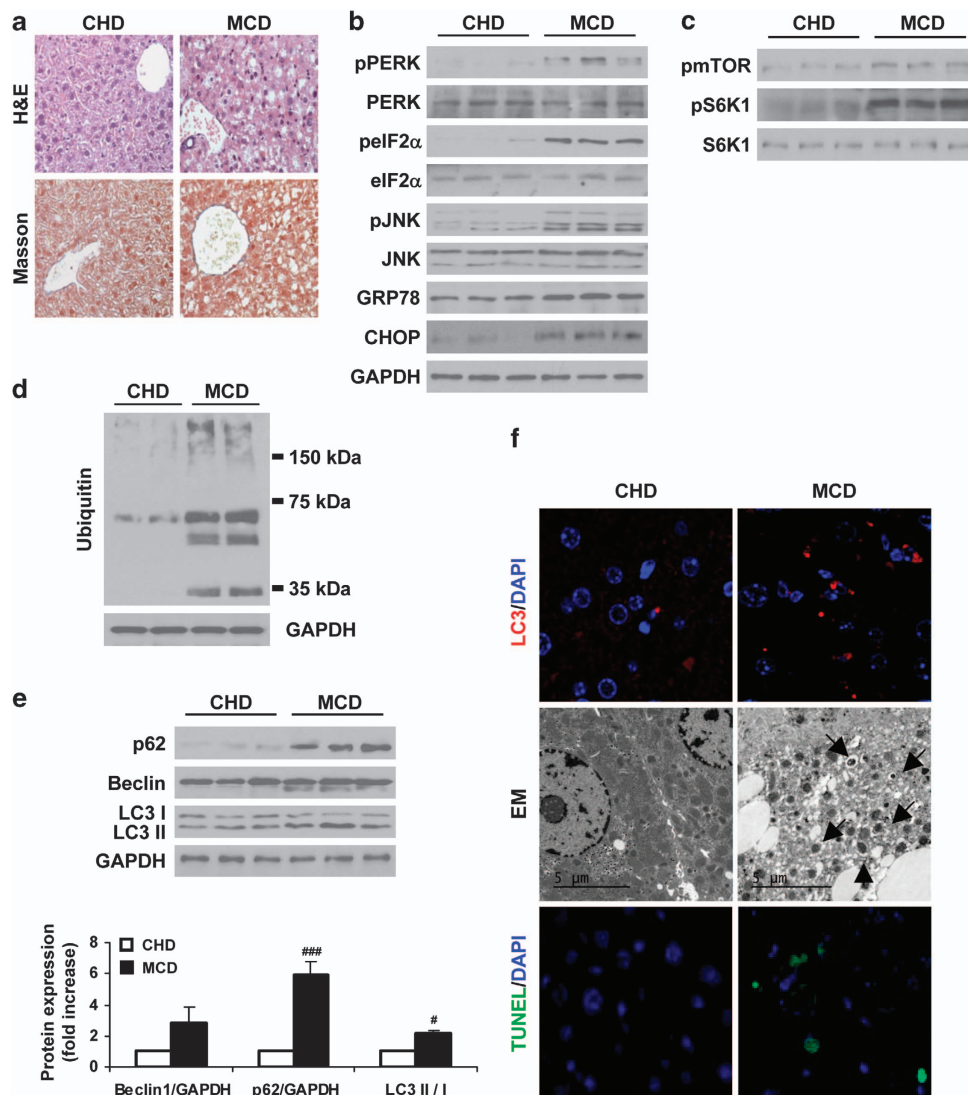 a
CHD MCD
H&E
Masson
b
CHD MCD
pPERK
PERK
peIF2α
eIF2α
pJNK
JNK
GRP78
CHOP
GAPDH
c
CHD MCD
pmTOR
pS6K1
S6K1
d
CHD MCD
Ubiquitin
150 kDa
75 kDa
35 kDa
GAPDH
e
CHD MCD
p62
Beclin
LC3 I
LC3 II
GAPDH
Protein expression
(fold increase)
8
6
4
2
0
CHD
MCD
###
#
Beclin1/GAPDH p62/GAPDH LC3 II / I
f
CHD MCD
LC3/DAPI
EM
5 µm 5 µm
TUNEL/DAPI